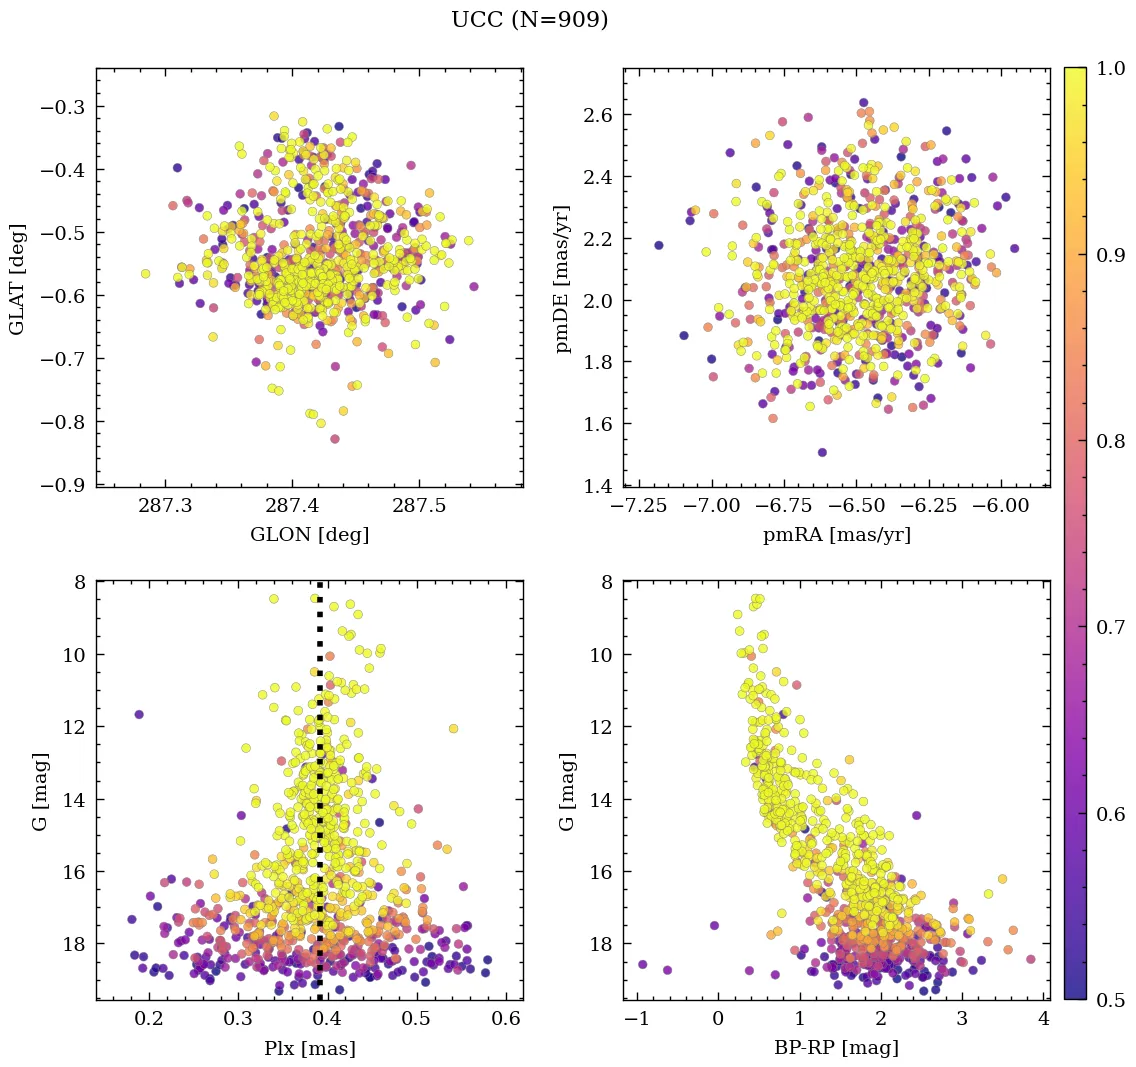 UCC (N=909)
−0.3
−0.4
−0.5
−0.6
−0.7
−0.8
−0.9
GLAT [deg]
287.3 287.4 287.5
GLON [deg]
2.6
2.4
2.2
2.0
1.8
1.6
1.4
pmDE [mas/yr]
−7.25 −7.00 −6.75 −6.50 −6.25 −6.00
pmRA [mas/yr]
8
10
12
14
16
18
G [mag]
0.2 0.3 0.4 0.5 0.6
Plx [mas]
8
10
12
14
16
18
G [mag]
−1 0 1 2 3 4
BP-RP [mag]
1.0
0.9
0.8
0.7
0.6
0.5